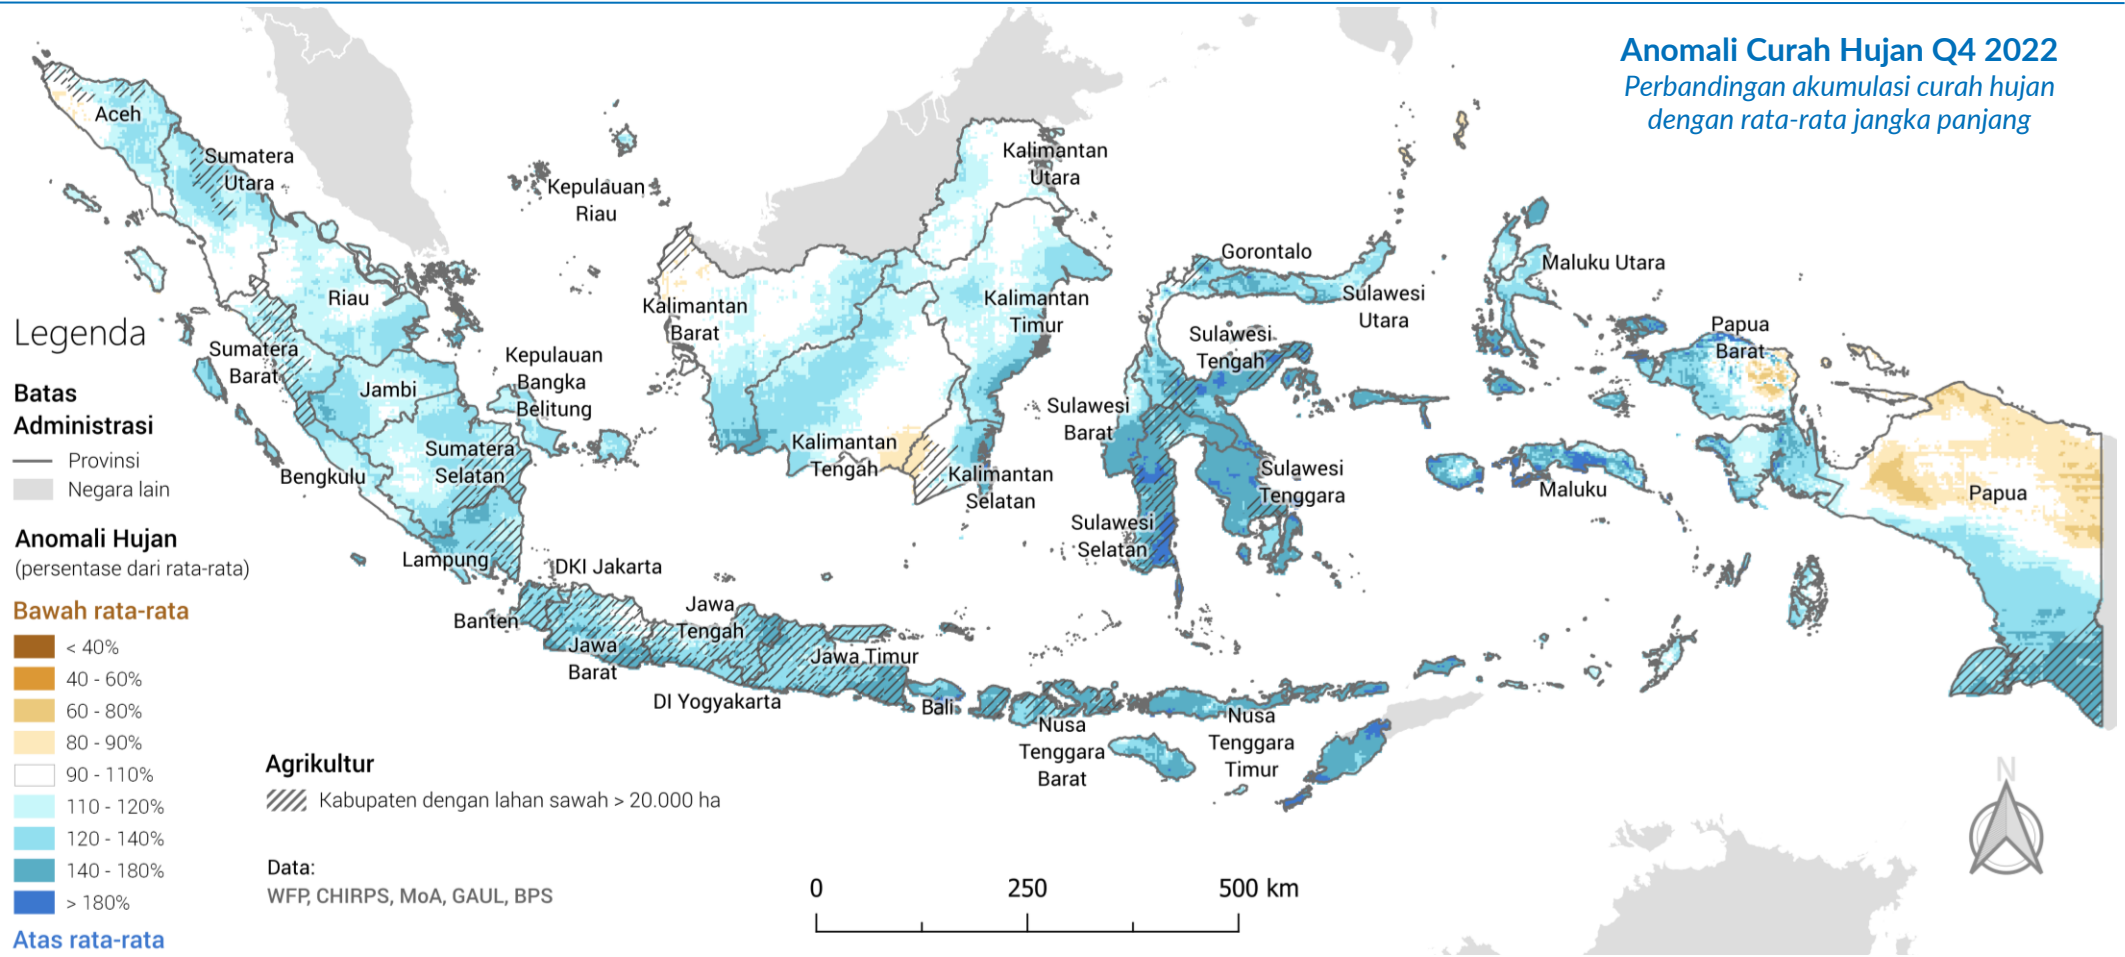 Anomali Curah Hujan Q4 2022
Perbandingan akumulasi curah hujan
dengan rata-rata jangka panjang
Aceh
Sumatera
Utara
Kepulauan
Riau
Kalimantan
Utara
Gorontalo
Maluku Utara
Riau
Kalimantan
Barat
Kalimantan
Timur
Sulawesi
Utara
Sulawesi
Tengah
Papua
Barat
Sumatera
Barat
Kepulauan
Bangka
Belitung
Jambi
Sulawesi
Barat
Kalimantan
Tengah
Sumatera
Selatan
Bengkulu
Kalimantan
Selatan
Sulawesi
Tenggara
Maluku
Papua
Sulawesi
Selatan
Lampung
DKI Jakarta
Banten
Jawa
Tengah
Jawa
Barat
Jawa Timur
DI Yogyakarta
Bali
Nusa
Tenggara
Barat
Nusa
Tenggara
Timur
Legenda
Batas
Administrasi
Provinsi
Negara lain
Anomali Hujan
(persentase dari rata-rata)
Bawah rata-rata
< 40%
40 - 60%
60 - 80%
80 - 90%
90 - 110%
110 - 120%
120 - 140%
140 - 180%
> 180%
Atas rata-rata
Agrikultur
Kabupaten dengan lahan sawah > 20.000 ha
Data:
WFP, CHIRPS, MoA, GAUL, BPS
0 250 500 km
N